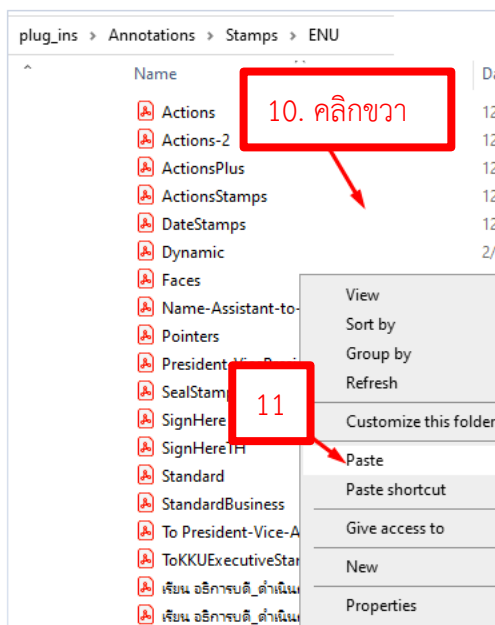 plug_ins > Annotations > Stamps > ENU
Name
10. คลิกขวา
Actions
Actions-2
ActionsPlus
ActionsStamps
DateStamps
Dynamic
Faces
Name-Assistant-to-
Pointers
President-Vice
SealStamp
SignHere
SignHereTH
Standard
StandardBusiness
To President-Vice-A
ToKKUExecutiveStar
เรียน อธิการบดี_ดำเนิน
เรียน อธิการบดี_ดำเนิน
12
12
12
12
12
2/
View
Sort by
Group by
Refresh
Customize this folder
11
Paste
Paste shortcut
Give access to
New
Properties